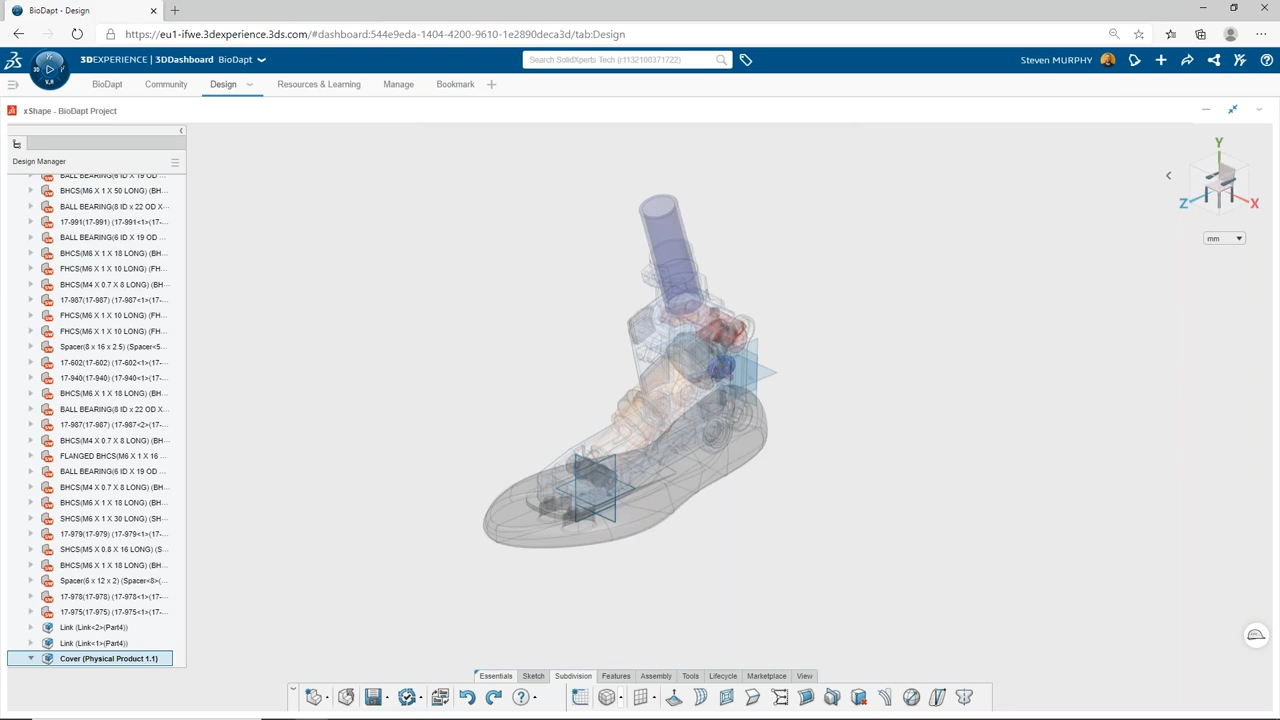 BioDapt - Design
https://eu1-ifwe.3dexperience.3ds.com/#dashboard:544e9eda-1404-4200-9610-1e2890deca3d/tab:Design
3DEXPERIENCE | 3DDashboard BioDapt
Search SolidXperts Tech (r1132100371722)
Steven MURPHY
BioDapt Community Design Resources & Learning Manage Bookmark
xShape - BioDapt Project
Design Manager
BALL BEARING(6 ID X 19 OD ...
BHCS(M6 X 1 X 50 LONG) (BH...
BALL BEARING(8 ID x 22 OD X...
17-991(17-991) (17-991<1>(17-...
BALL BEARING(6 ID X 19 OD ...
BHCS(M6 X 1 X 18 LONG) (BH...
FHCS(M6 X 1 X 10 LONG) (FH...
BHCS(M4 X 0.7 X 8 LONG) (BH...
17-987(17-987) (17-987<1>(17-...
FHCS(M6 X 1 X 10 LONG) (FH...
FHCS(M6 X 1 X 10 LONG) (FH...
Spacer(8 x 16 x 2.5) (Spacer<5...
17-602(17-602) (17-602<1>(17-...
17-940(17-940) (17-940<1>(17-...
BHCS(M6 X 1 X 18 LONG) (BH...
BALL BEARING(8 ID x 22 OD X...
17-987(17-987) (17-987<2>(17-...
BHCS(M4 X 0.7 X 8 LONG) (BH...
FLANGED BHCS(M6 X 1 X 16 ...
BALL BEARING(6 ID X 19 OD ...
BHCS(M4 X 0.7 X 8 LONG) (BH...
BHCS(M6 X 1 X 18 LONG) (BH...
SHCS(M6 X 1 X 30 LONG) (SH...
17-979(17-979) (17-979<1>(17-...
SHCS(M5 X 0.8 X 16 LONG) (S...
BHCS(M6 X 1 X 18 LONG) (BH...
Spacer(6 x 12 x 2) (Spacer<8>(...
17-978(17-978) (17-978<1>(17-...
17-975(17-975) (17-975<1>(17-...
Link (Link<2>(Part4))
Link (Link<1>(Part4))
Cover (Physical Product 1.1)
Y
Z X
mm
Essentials Sketch Subdivision Features Assembly Tools Lifecycle Marketplace View